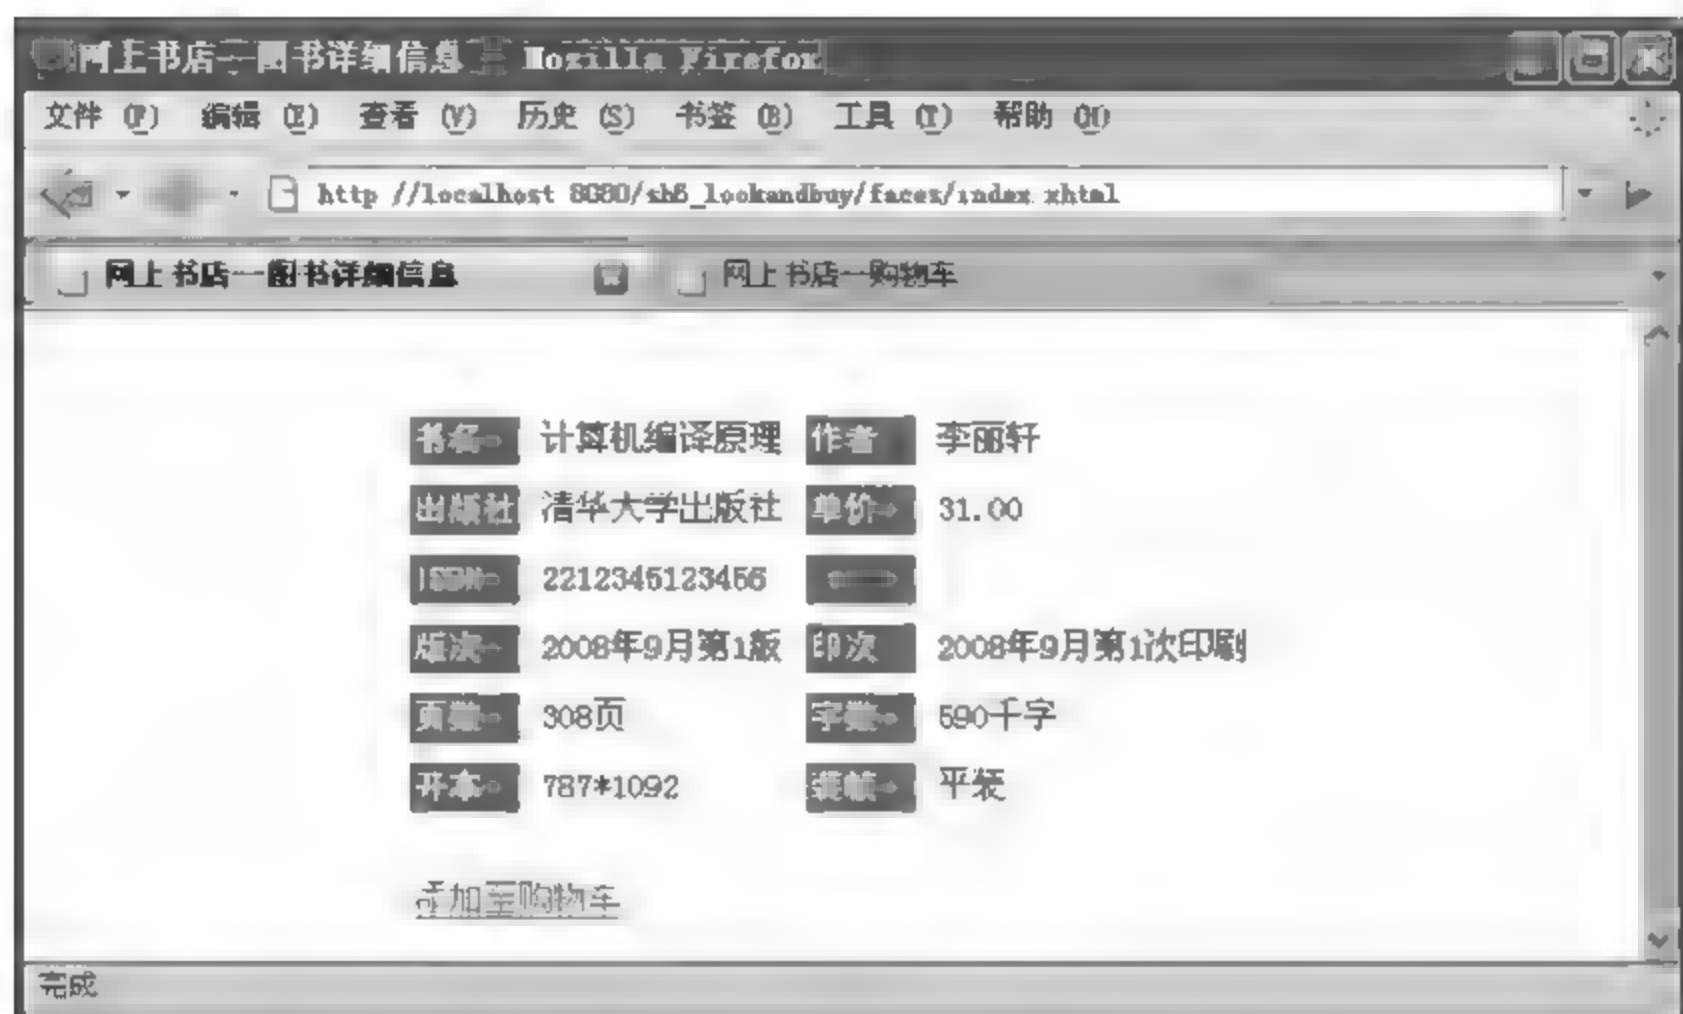 网上书店—图书详细信息 - Mozilla Firefox
文件 (F) 编辑 (E) 查看 (V) 历史 (S) 书签 (B) 工具 (T) 帮助 (H)
http //localhost 8080/sh5_lookandbuy/faces/index xhtml
网上书店—图书详细信息 网上书店—购物车
书名 计算机编译原理 作者 李丽轩
出版社 清华大学出版社 单价 31.00
ISBN 2212345123456
版次 2008年9月第1版 印次 2008年9月第1次印刷
页数 308页 字数 590千字
开本 787*1092 装帧 平装
添加至购物车
完成